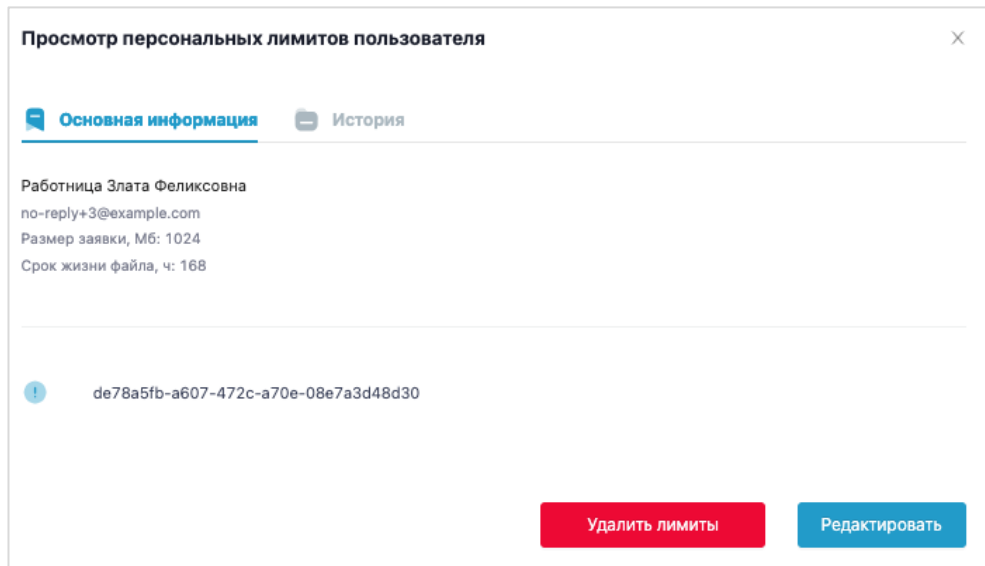 Просмотр персональных лимитов пользователя
Основная информация История
Работница Злата Феликсовна
no-reply+3@example.com
Размер заявки, Мб: 1024
Срок жизни файла, ч: 168
de78a5fb-a607-472c-a70e-08e7a3d48d30
Удалить лимиты Редактировать